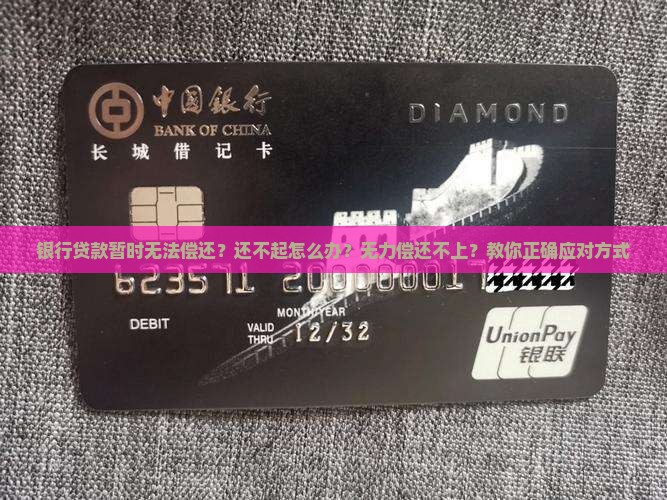 中国银行
BANK OF CHINA
长城借记卡
DIAMOND
银行贷款暂时无法偿还？还不起怎么办？无力偿还不上？教你正确应对方式
DEBIT
MONTH/YEAR
VALID THRU 12/32
UnionPay
银联